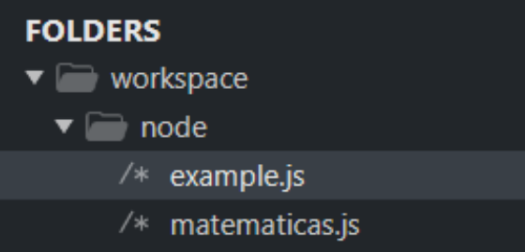 FOLDERS
workspace
node
/* example.js
/* matematicas.js